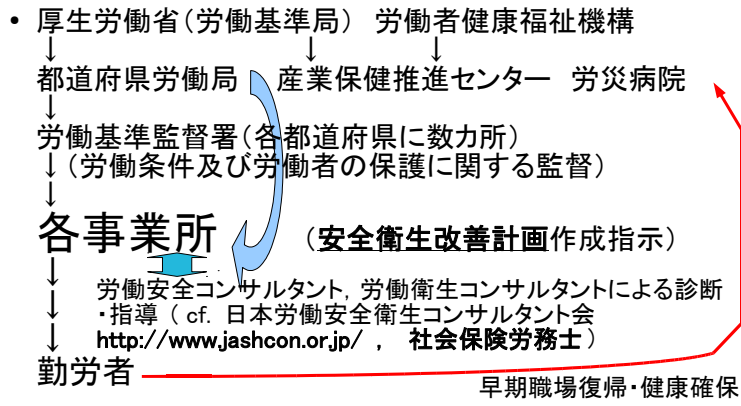 • 厚生労働省(労働基準局) 労働者健康福祉機構
↓ ↓ ↓
都道府県労働局 産業保健推進センター 労災病院
↓
労働基準監督署(各都道府県に数カ所)
↓(労働条件及び労働者の保護に関する監督)
↓
各事業所 (安全衛生改善計画作成指示)
↓ 労働安全コンサルタント, 労働衛生コンサルタントによる診断
↓ ・指導 ( cf. 日本労働安全衛生コンサルタント会
↓ http://www.jashcon.or.jp/ , 社会保険労務士)
勤労者
早期職場復帰・健康確保